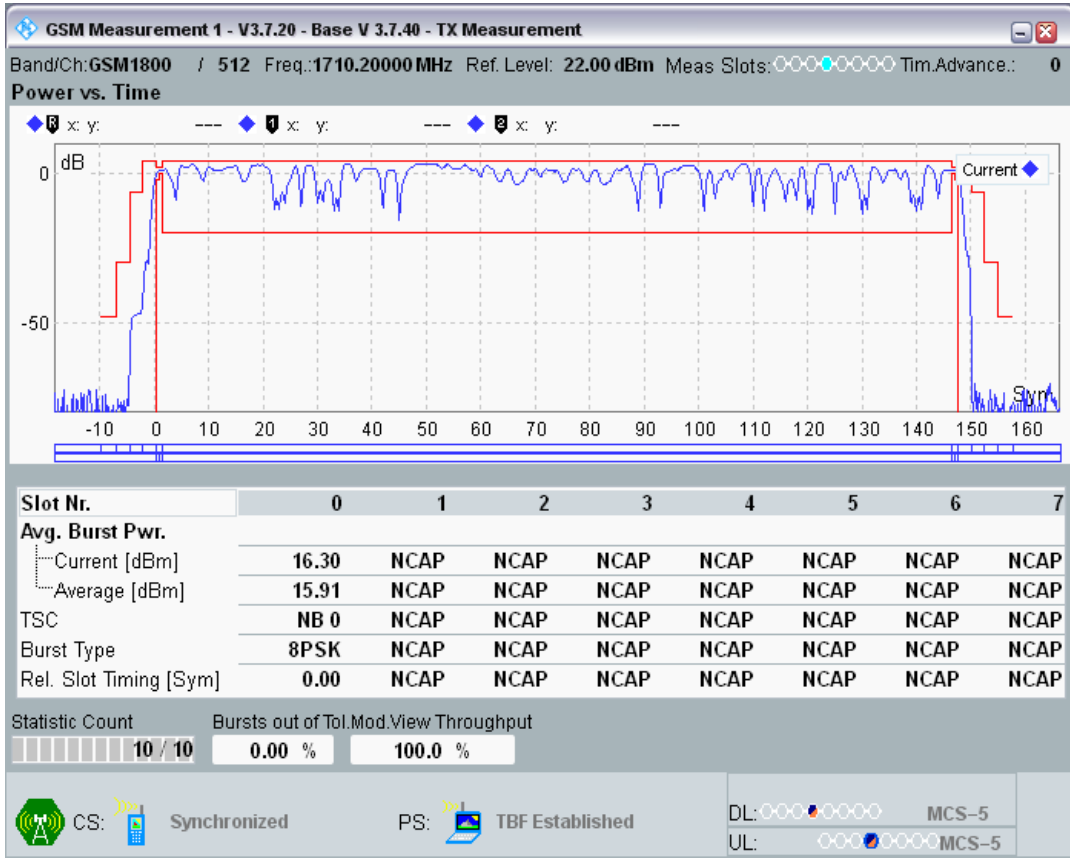 GSM Measurement 1 - V3.7.20 - Base V 3.7.40 - TX Measurement
Band/Ch:GSM1800 / 512 Freq.:1710.20000 MHz Ref. Level: 22.00 dBm Meas Slots: Tim.Advance.: 0
Power vs. Time
R x: y: --- 1 x: y: --- 2 x: y: ---
dB
Current
0
-50
Sym
-10 0 10 20 30 40 50 60 70 80 90 100 110 120 130 140 150 160
Slot Nr. 0 1 2 3 4 5 6 7
Avg. Burst Pwr.
Current [dBm] 16.30 NCAP NCAP NCAP NCAP NCAP NCAP NCAP
Average [dBm] 15.91 NCAP NCAP NCAP NCAP NCAP NCAP NCAP
TSC NB 0 NCAP NCAP NCAP NCAP NCAP NCAP NCAP
Burst Type 8PSK NCAP NCAP NCAP NCAP NCAP NCAP NCAP
Rel. Slot Timing [Sym] 0.00 NCAP NCAP NCAP NCAP NCAP NCAP NCAP
Statistic Count Bursts out of Tol.Mod.View Throughput
10 / 10 0.00 % 100.0 %
CS: Synchronized PS: TBF Established
DL: MCS-5
UL: MCS-5